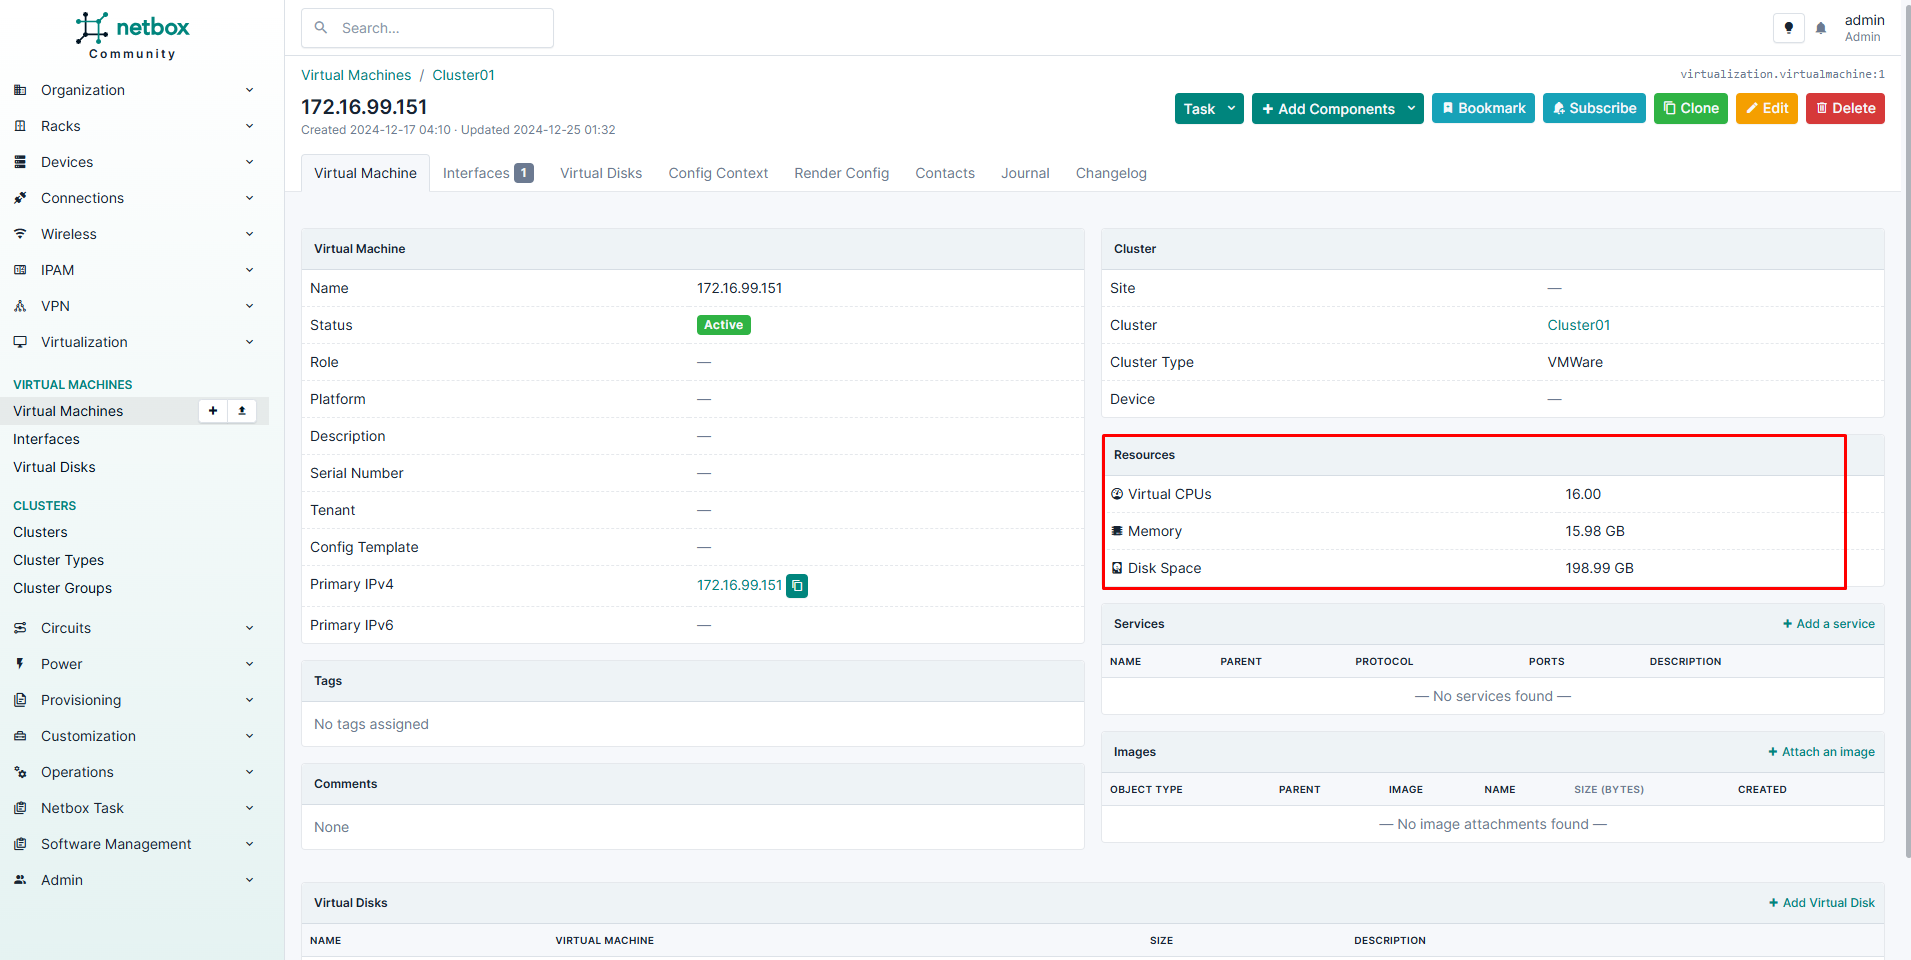 netbox
Community
Search...
admin
Admin
Organization
Racks
Devices
Connections
Wireless
IPAM
VPN
Virtualization
VIRTUAL MACHINES
Virtual Machines
Interfaces
Virtual Disks
CLUSTERS
Clusters
Cluster Types
Cluster Groups
Circuits
Power
Provisioning
Customization
Operations
Netbox Task
Software Management
Admin
Virtual Machines / Cluster01
virtualization.virtualmachine:1
172.16.99.151
Created 2024-12-17 04:10 · Updated 2024-12-25 01:32
Task + Add Components Bookmark Subscribe Clone Edit Delete
Virtual Machine Interfaces 1 Virtual Disks Config Context Render Config Contacts Journal Changelog
Virtual Machine
Name 172.16.99.151
Status Active
Role —
Platform —
Description —
Serial Number —
Tenant —
Config Template —
Primary IPv4 172.16.99.151
Primary IPv6 —
Tags
No tags assigned
Comments
None
Cluster
Site —
Cluster Cluster01
Cluster Type VMWare
Device —
Resources
Virtual CPUs 16.00
Memory 15.98 GB
Disk Space 198.99 GB
Services + Add a service
NAME PARENT PROTOCOL PORTS DESCRIPTION
— No services found —
Images + Attach an image
OBJECT TYPE PARENT IMAGE NAME SIZE (BYTES) CREATED
— No image attachments found —
Virtual Disks + Add Virtual Disk
NAME VIRTUAL MACHINE SIZE DESCRIPTION